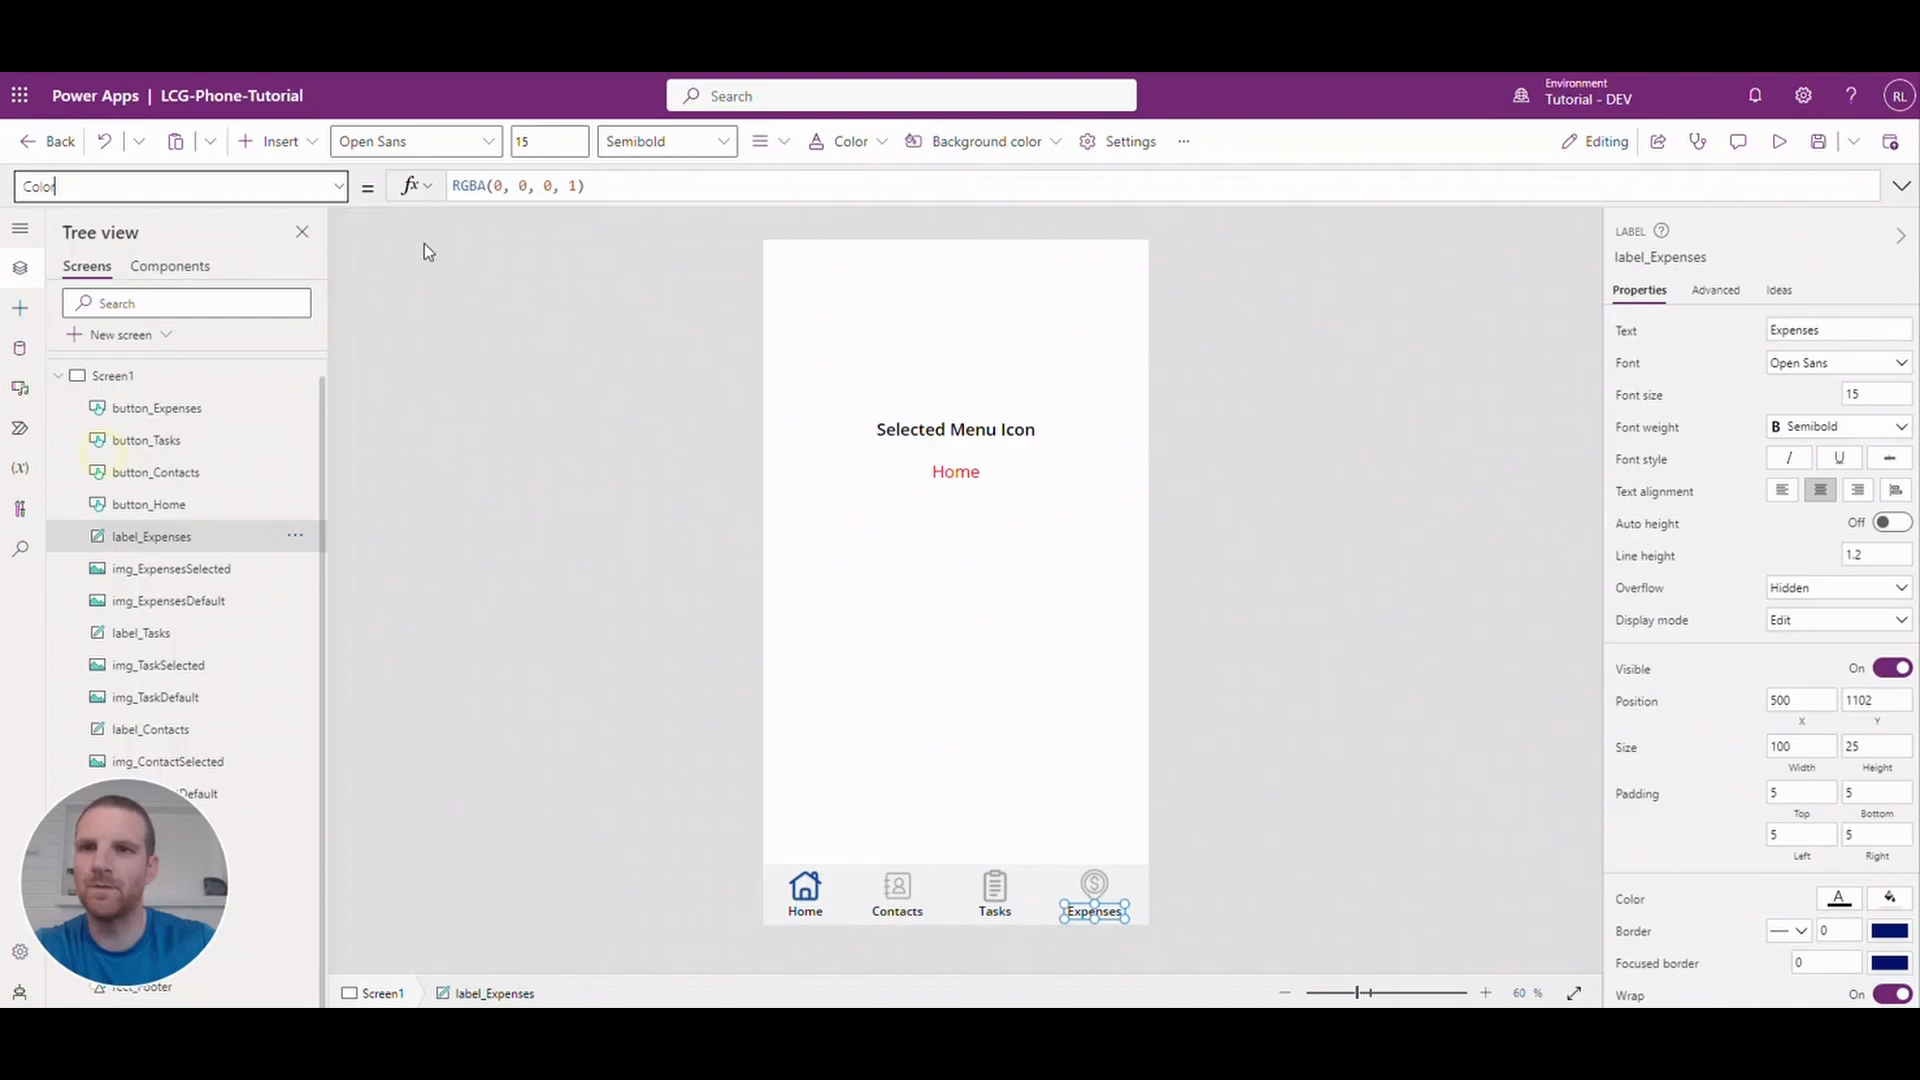 Power Apps | LCG-Phone-Tutorial
Search
Environment
Tutorial - DEV
RL
Back
Insert
Open Sans
15
Semibold
Color
Background color
Settings
Editing
Color
=
fx
RGBA(0, 0, 0, 1)
Tree view
Screens
Components
Search
New screen
Screen1
button_Expenses
button_Tasks
button_Contacts
button_Home
label_Expenses
img_ExpensesSelected
img_ExpensesDefault
label_Tasks
img_TaskSelected
img_TaskDefault
label_Contacts
img_ContactSelected
Default
Selected Menu Icon
Home
Home
Contacts
Tasks
Expenses
Screen1
label_Expenses
60 %
LABEL
label_Expenses
Properties
Advanced
Ideas
Text
Expenses
Font
Open Sans
Font size
15
Font weight
B Semibold
Font style
/ U
Text alignment
Auto height
Off
Line height
1.2
Overflow
Hidden
Display mode
Edit
Visible
On
Position
500
1102
X
Y
Size
100
25
Width
Height
Padding
5
5
Top
Bottom
5
5
Left
Right
Color
A
Border
0
Focused border
0
Wrap
On